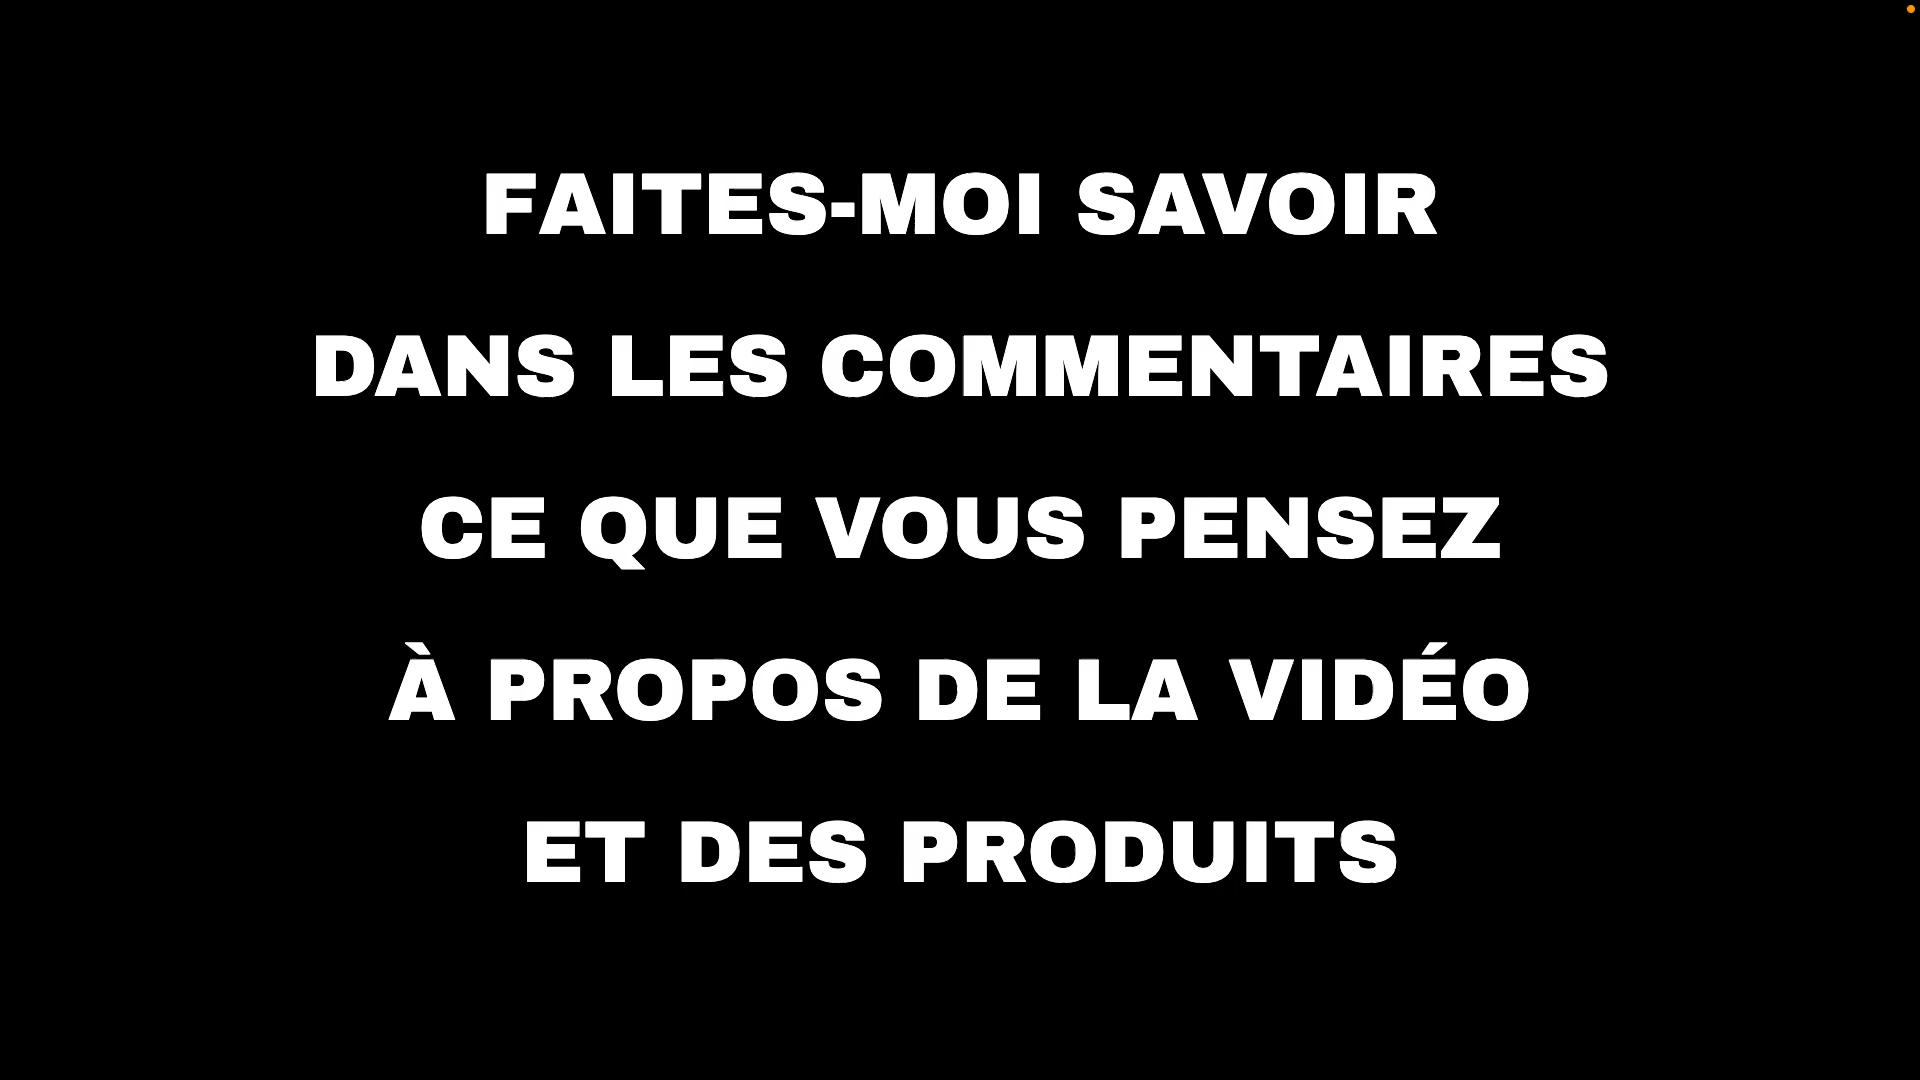 FAITES-MOI SAVOIR
DANS LES COMMENTAIRES
CE QUE VOUS PENSEZ
À PROPOS DE LA VIDÉO
ET DES PRODUITS